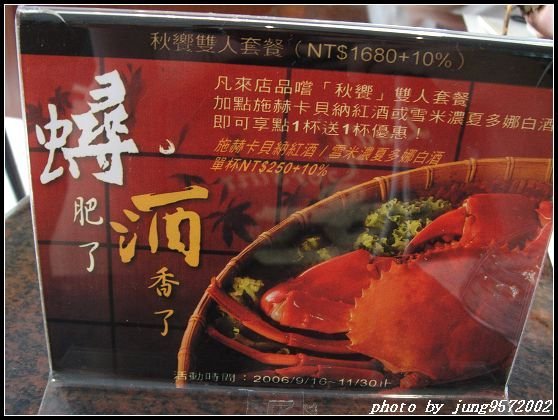 秋饗雙人套餐（NT$1680+10%）
凡來店品嚐「秋饗」雙人套餐
加點施赫卡貝納紅酒或雪米濃夏多娜白酒
即可享點1杯送1杯優惠！
施赫卡貝納紅酒 / 雪米濃夏多娜白酒
單杯NT$250+10%
蟳
肥了
酒
香了
活動時間：2006/9/16~11/30止
photo by jung9572002